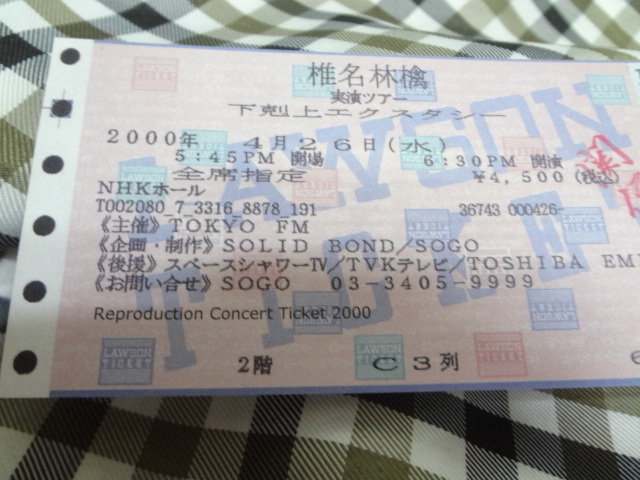 椎名林檎
実演ツアー
下剋上エクスタシー
2000年 4月26日(水)
5:45PM 開場 6:30PM 開演
全席指定 ¥4,500(税込)
NHKホール
T002080 7_3316_8878_191 36743 000426-
《主催》TOKYO FM
《企画・制作》SOLID BOND/SOGO
《後援》スペースシャワーTV/TVKテレビ/TOSHIBA EMI
《お問い合せ》SOGO 03-3405-9999
Reproduction Concert Ticket 2000
2階 C3列
LAWSON TICKET